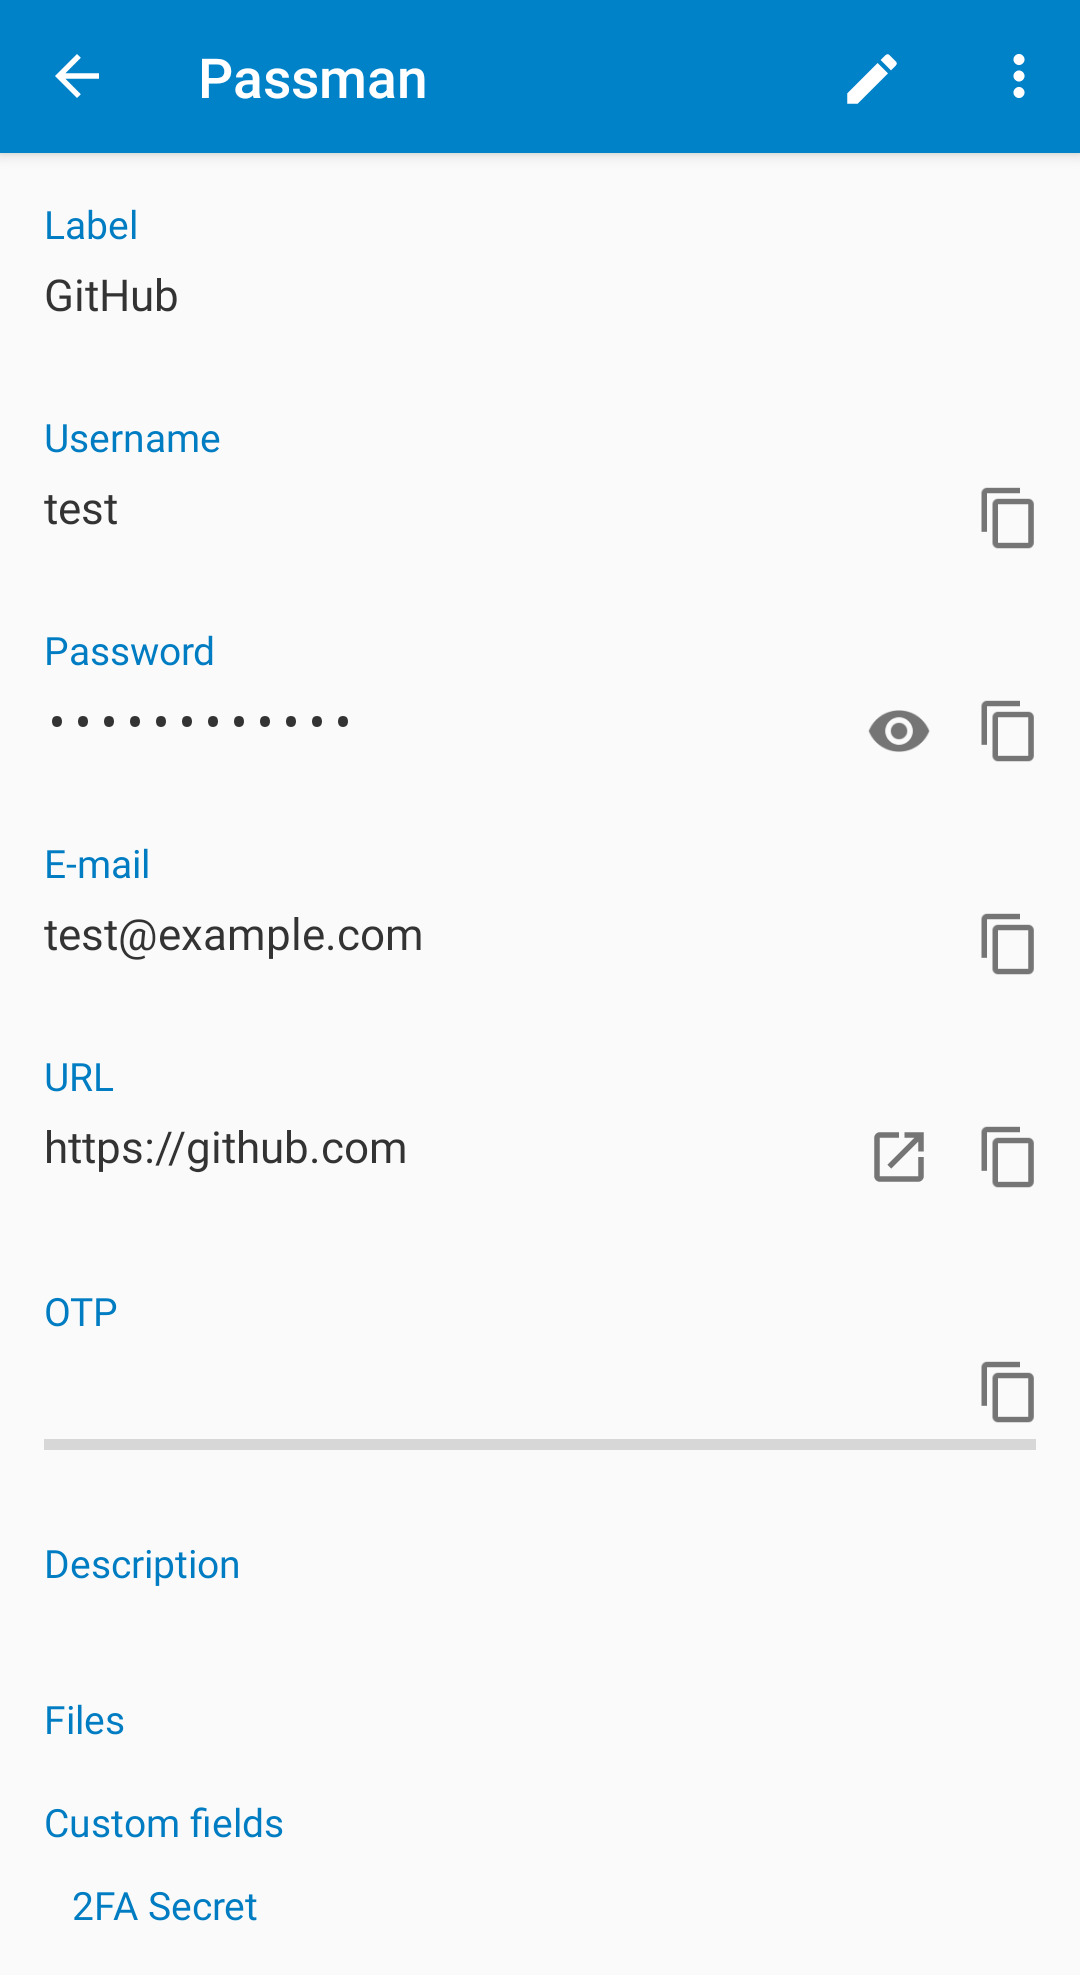 Passman
Label
GitHub
Username
test
Password
••••••••••••
E-mail
test@example.com
URL
https://github.com
OTP
Description
Files
Custom fields
2FA Secret